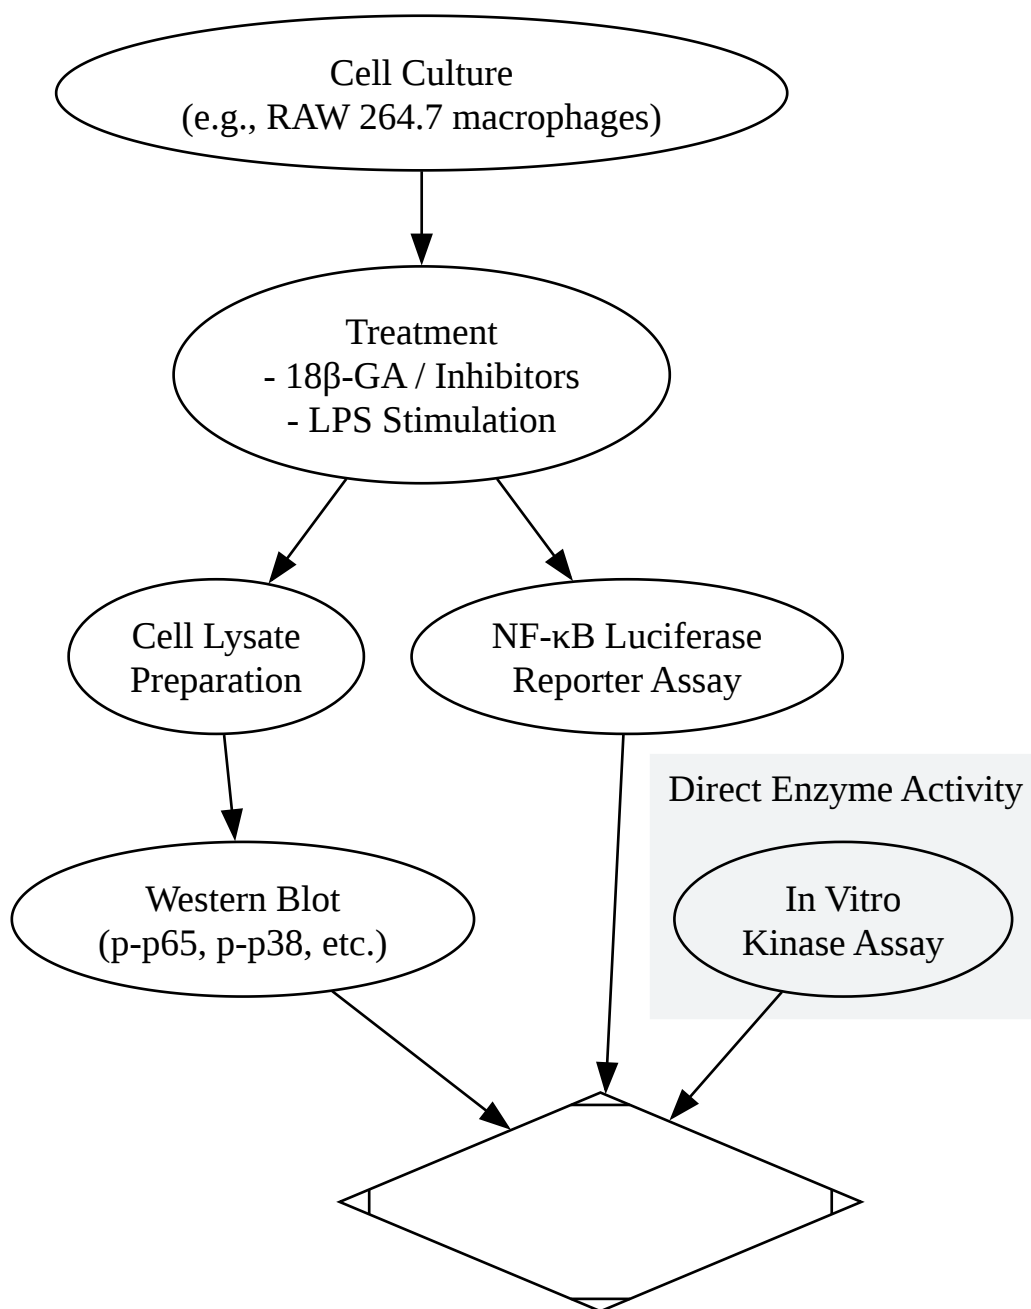 Cell Culture
(e.g., RAW 264.7 macrophages)
Treatment
- 18β-GA / Inhibitors
- LPS Stimulation
Cell Lysate
Preparation
NF-κB Luciferase
Reporter Assay
Direct Enzyme Activity
Western Blot
(p-p65, p-p38, etc.)
In Vitro
Kinase Assay